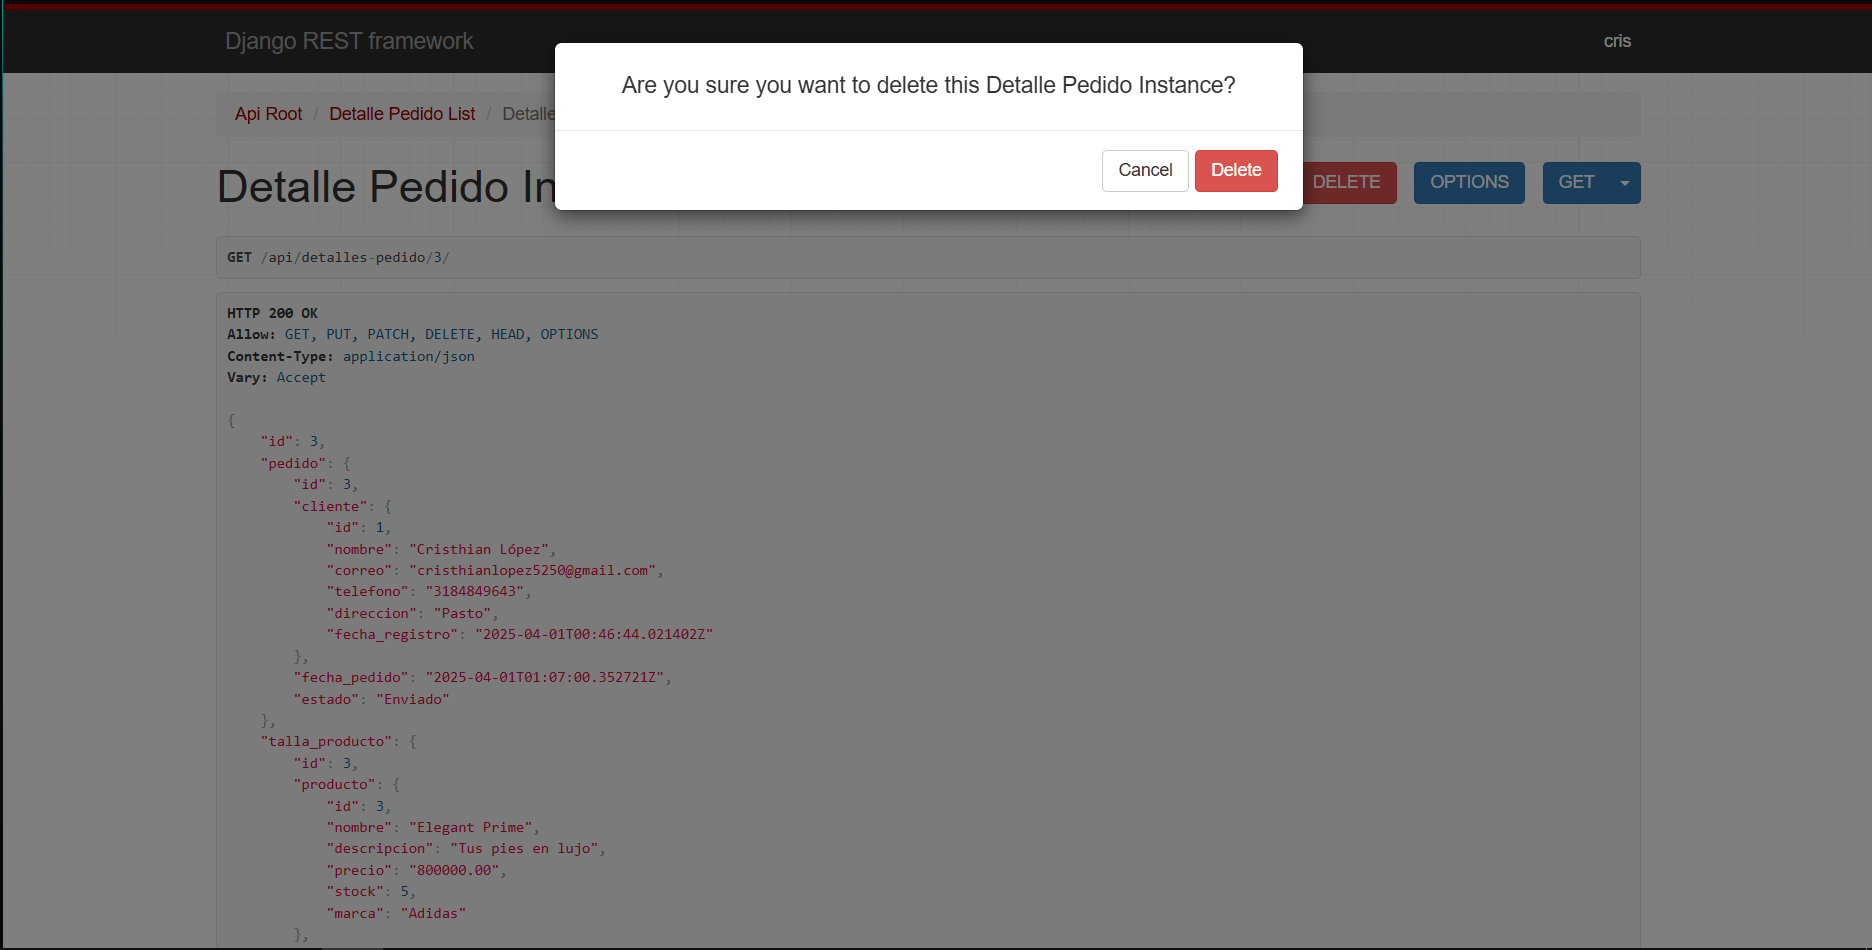 Django REST framework
cris
Are you sure you want to delete this Detalle Pedido Instance?
Cancel
Delete
Api Root / Detalle Pedido List / Detalle
Detalle Pedido In
DELETE
OPTIONS
GET
GET /api/detalles-pedido/3/
HTTP 200 OK
Allow: GET, PUT, PATCH, DELETE, HEAD, OPTIONS
Content-Type: application/json
Vary: Accept
{
    "id": 3,
    "pedido": {
        "id": 3,
        "cliente": {
            "id": 1,
            "nombre": "Cristhian López",
            "correo": "cristhianlopez5250@gmail.com",
            "telefono": "3184849643",
            "direccion": "Pasto",
            "fecha_registro": "2025-04-01T00:46:44.021402Z"
        },
        "fecha_pedido": "2025-04-01T01:07:00.352721Z",
        "estado": "Enviado"
    },
    "talla_producto": {
        "id": 3,
        "producto": {
            "id": 3,
            "nombre": "Elegant Prime",
            "descripcion": "Tus pies en lujo",
            "precio": "800000.00",
            "stock": 5,
            "marca": "Adidas"
        },